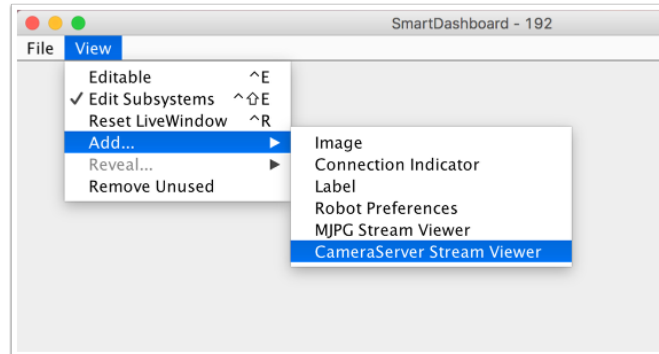 SmartDashboard - 192
File View
Editable ^E
✓ Edit Subsystems ^⇧E
Reset LiveWindow ^R
Add... ▶
Reveal... ▶
Remove Unused
Image
Connection Indicator
Label
Robot Preferences
MJPG Stream Viewer
CameraServer Stream Viewer